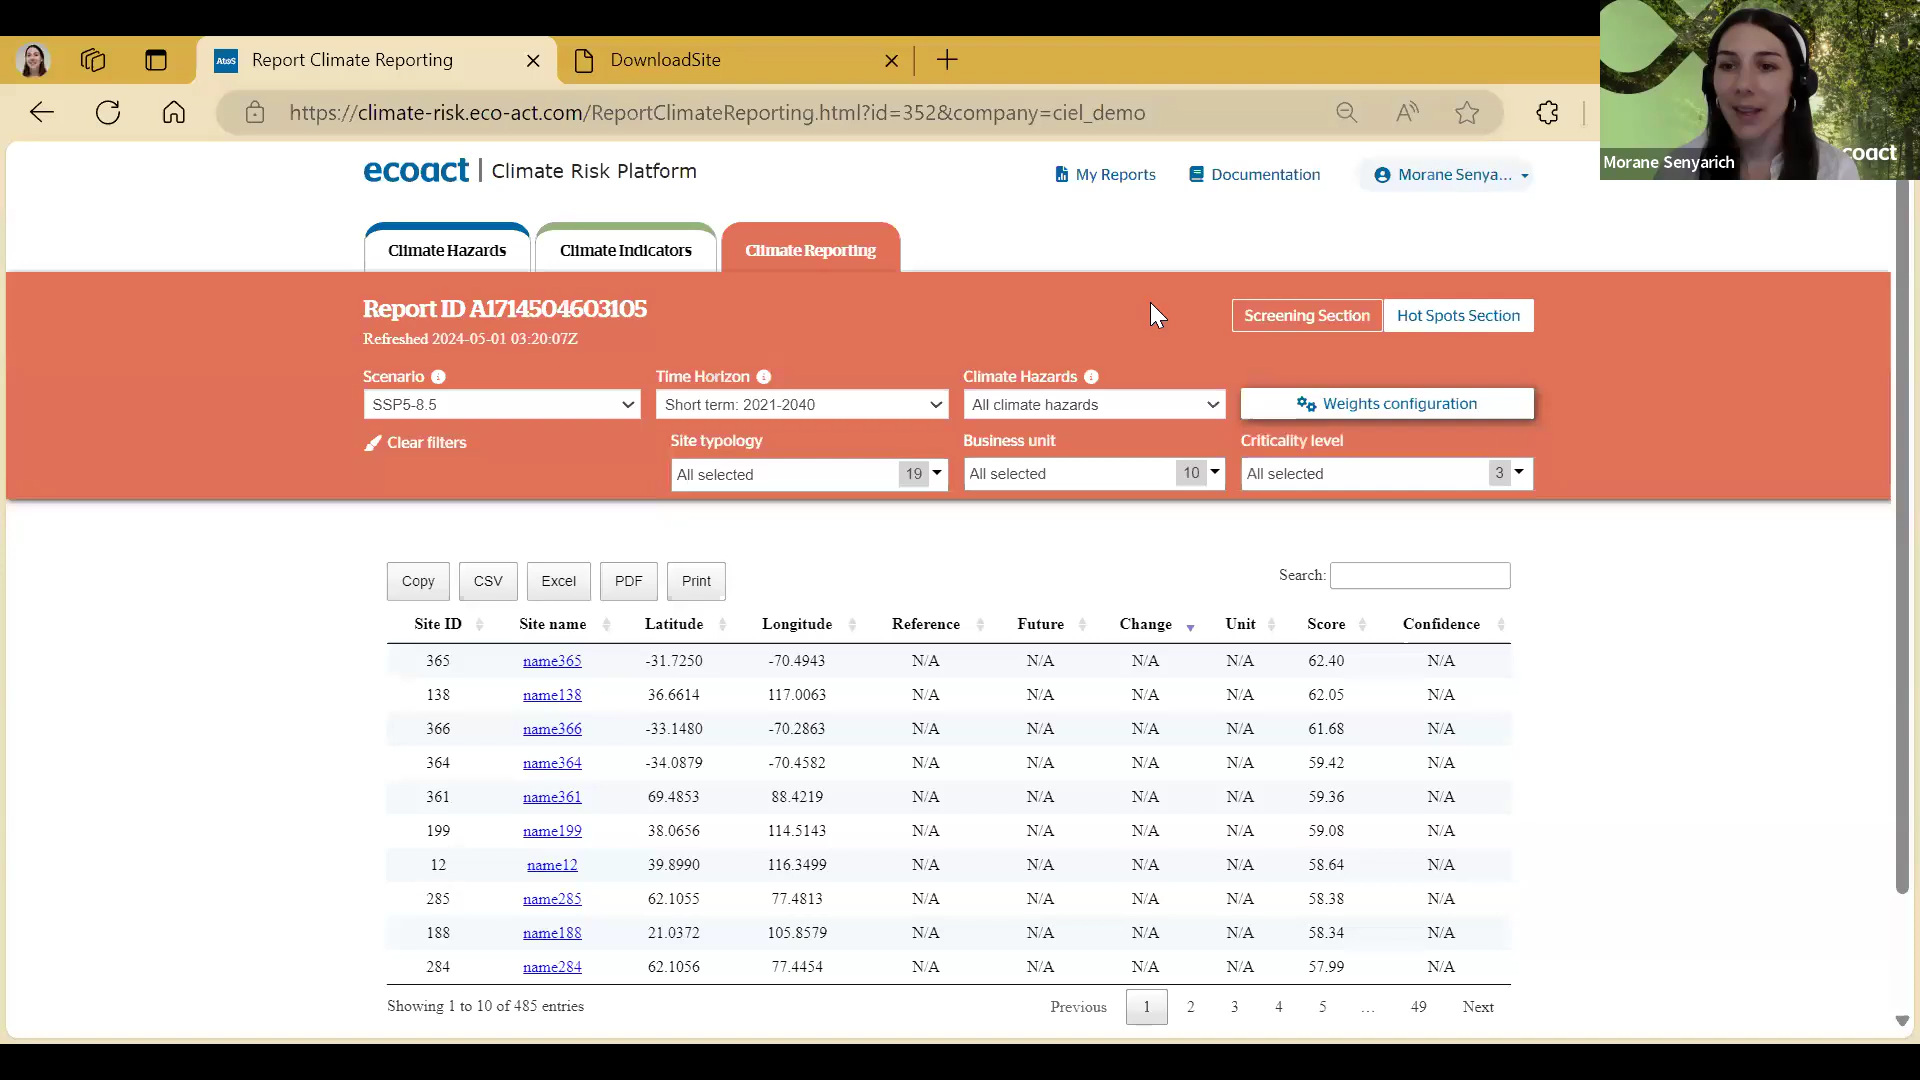 Atos Report Climate Reporting
DownloadSite
https://climate-risk.eco-act.com/ReportClimateReporting.html?id=352&company=ciel_demo
Morane Senyarich
coact
ecoact | Climate Risk Platform
My Reports
Documentation
Morane Senya...
Climate Hazards
Climate Indicators
Climate Reporting
Report ID A1714504603105
Refreshed 2024-05-01 03:20:07Z
Screening Section
Hot Spots Section
Scenario
Time Horizon
Climate Hazards
SSP5-8.5
Short term: 2021-2040
All climate hazards
Weights configuration
Clear filters
Site typology
Business unit
Criticality level
All selected 19
All selected 10
All selected 3
Copy
CSV
Excel
PDF
Print
Search:
Site ID Site name Latitude Longitude Reference Future Change Unit Score Confidence
365 name365 -31.7250 -70.4943 N/A N/A N/A N/A 62.40 N/A
138 name138 36.6614 117.0063 N/A N/A N/A N/A 62.05 N/A
366 name366 -33.1480 -70.2863 N/A N/A N/A N/A 61.68 N/A
364 name364 -34.0879 -70.4582 N/A N/A N/A N/A 59.42 N/A
361 name361 69.4853 88.4219 N/A N/A N/A N/A 59.36 N/A
199 name199 38.0656 114.5143 N/A N/A N/A N/A 59.08 N/A
12 name12 39.8990 116.3499 N/A N/A N/A N/A 58.64 N/A
285 name285 62.1055 77.4813 N/A N/A N/A N/A 58.38 N/A
188 name188 21.0372 105.8579 N/A N/A N/A N/A 58.34 N/A
284 name284 62.1056 77.4454 N/A N/A N/A N/A 57.99 N/A
Showing 1 to 10 of 485 entries
Previous 1 2 3 4 5 … 49 Next